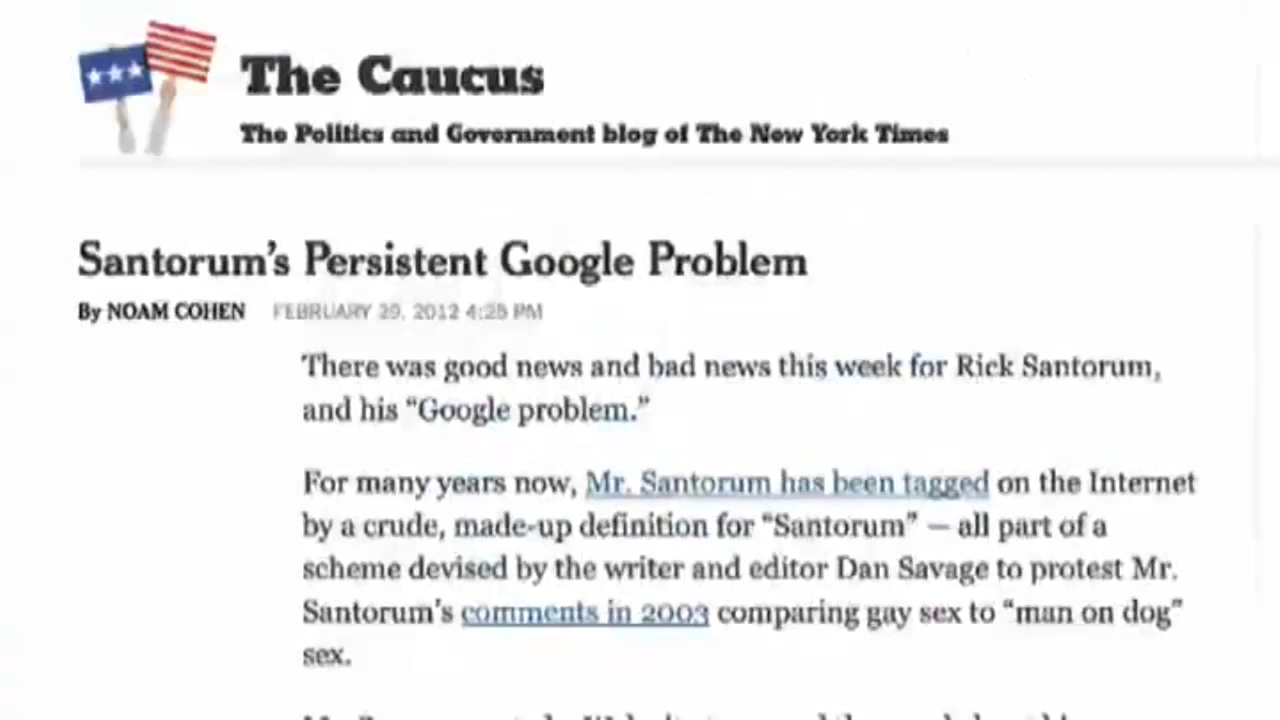 The Caucus
The Politics and Government blog of The New York Times
Santorum's Persistent Google Problem
By NOAM COHEN FEBRUARY 29, 2012 4:25 PM
There was good news and bad news this week for Rick Santorum,
and his “Google problem.”
For many years now, Mr. Santorum has been tagged on the Internet
by a crude, made-up definition for “Santorum” — all part of a
scheme devised by the writer and editor Dan Savage to protest Mr.
Santorum's comments in 2003 comparing gay sex to “man on dog”
sex.